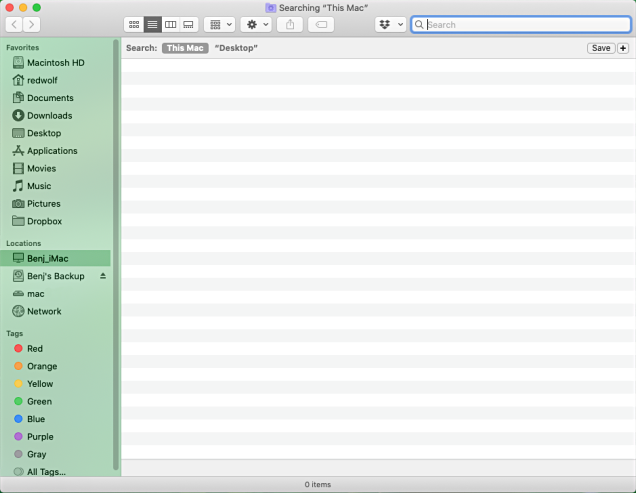 Searching “This Mac”
Search
Search: This Mac “Desktop” Save +
Favorites
Macintosh HD
redwolf
Documents
Downloads
Desktop
Applications
Movies
Music
Pictures
Dropbox
Locations
Benj_iMac
Benj's Backup
mac
Network
Tags
Red
Orange
Yellow
Green
Blue
Purple
Gray
All Tags...
0 items